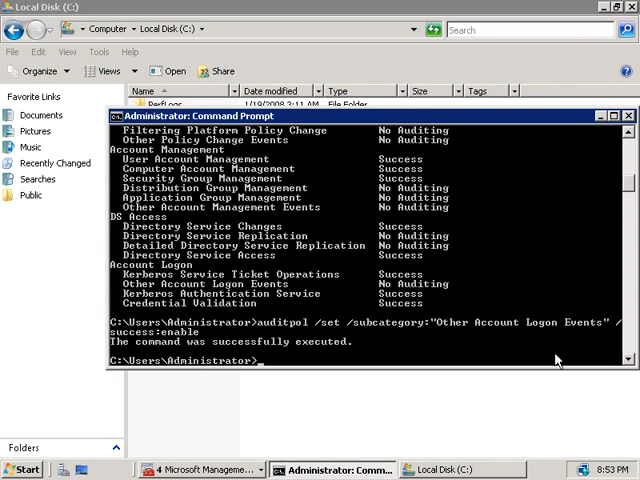 Local Disk (C:)
Computer
Local Disk (C:)
Search
File
Edit
View
Tools
Help
Organize
Views
Open
Share
Favorite Links
Name
Date modified
Type
Size
Tags
Documents
Pictures
Music
Recently Changed
Searches
Public
PerfLogs
1/19/2008 3:11 AM
File Folder
Administrator: Command Prompt
Filtering Platform Policy Change No Auditing
Other Policy Change Events No Auditing
Account Management
User Account Management Success
Computer Account Management Success
Security Group Management Success
Distribution Group Management No Auditing
Application Group Management No Auditing
Other Account Management Events No Auditing
DS Access
Directory Service Changes Success
Directory Service Replication No Auditing
Detailed Directory Service Replication No Auditing
Directory Service Access Success
Account Logon
Kerberos Service Ticket Operations Success
Other Account Logon Events No Auditing
Kerberos Authentication Service Success
Credential Validation Success
C:\Users\Administrator>auditpol /set /subcategory:"Other Account Logon Events" /
success:enable
The command was successfully executed.
C:\Users\Administrator>_
Folders
Start
4 Microsoft Manageme...
Administrator: Comm...
Local Disk (C:)
8:53 PM